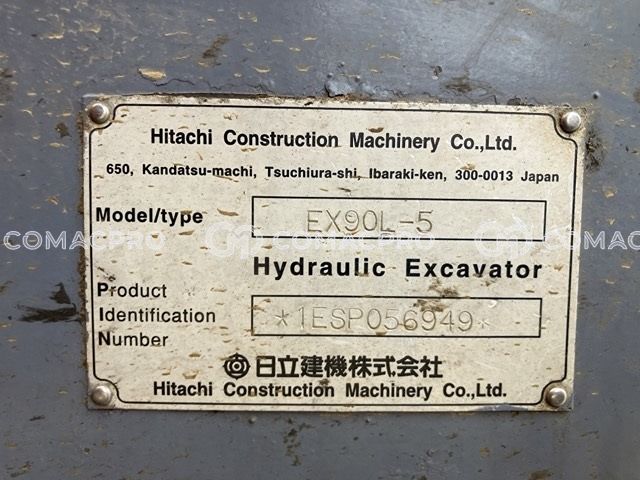 Hitachi Construction Machinery Co.,Ltd.
650, Kandatsu-machi, Tsuchiura-shi, Ibaraki-ken, 300-0013 Japan
Model/type EX90L-5
COMACPRO COMACPRO COMAC
Hydraulic Excavator
Product
Identification *1ESP056949*
Number
日立建機株式会社
Hitachi Construction Machinery Co.,Ltd.